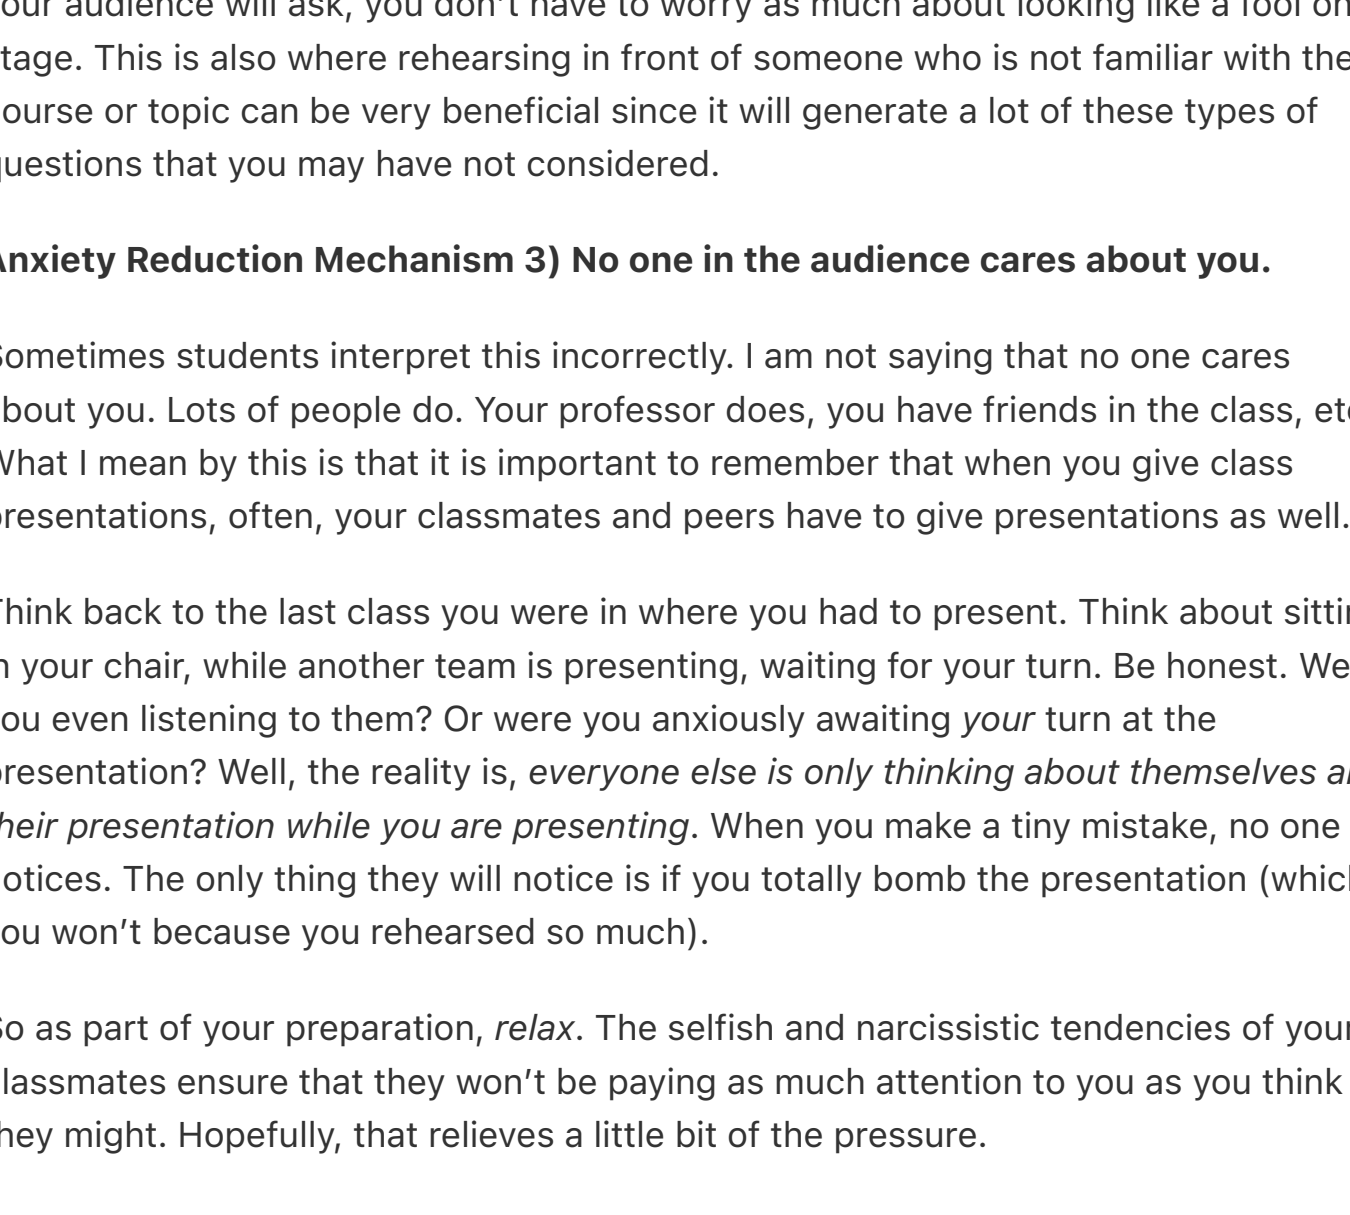 our audience will ask, you don't have to worry as much about looking like a fool on
tage. This is also where rehearsing in front of someone who is not familiar with the
ourse or topic can be very beneficial since it will generate a lot of these types of
uestions that you may have not considered.
Anxiety Reduction Mechanism 3) No one in the audience cares about you.
Sometimes students interpret this incorrectly. I am not saying that no one cares
bout you. Lots of people do. Your professor does, you have friends in the class, etc
What I mean by this is that it is important to remember that when you give class
presentations, often, your classmates and peers have to give presentations as well.
Think back to the last class you were in where you had to present. Think about sittin
n your chair, while another team is presenting, waiting for your turn. Be honest. We
ou even listening to them? Or were you anxiously awaiting your turn at the
presentation? Well, the reality is, everyone else is only thinking about themselves an
their presentation while you are presenting. When you make a tiny mistake, no one
otices. The only thing they will notice is if you totally bomb the presentation (which
ou won’t because you rehearsed so much).
So as part of your preparation, relax. The selfish and narcissistic tendencies of your
lassmates ensure that they won’t be paying as much attention to you as you think
hey might. Hopefully, that relieves a little bit of the pressure.